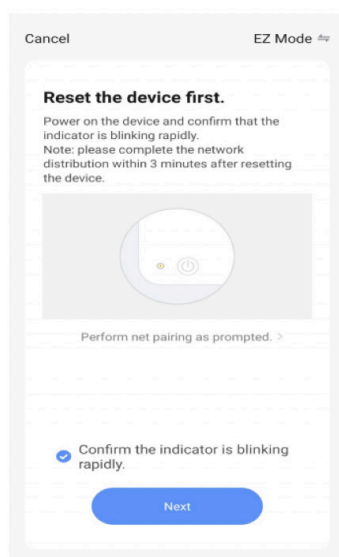 Cancel
EZ Mode
Reset the device first.
Power on the device and confirm that the
indicator is blinking rapidly.
Note: please complete the network
distribution within 3 minutes after resetting
the device.
Perform net pairing as prompted. >
Confirm the indicator is blinking
rapidly.
Next